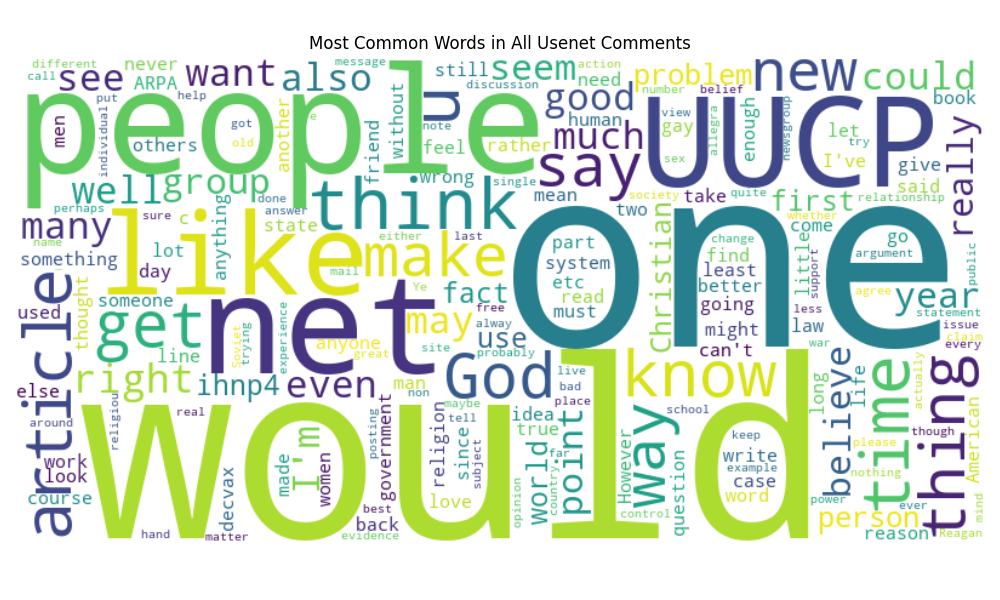 Most Common Words in All Usenet Comments
different never message still seem action problem new could
call see ARPA want also discussion need number belief book
people u good UUCP
put help men individual others got old another friend without note feel rather human much say gay view sex allegra enough newsgroup let try I've give really
well group think wrong single mean two society take quite first said relationship
perhaps done answer state anything
many name sure c lot like either last make part system etc read must one
something day mail Ye fact Christian find change least better going little whether come support go argument public
used thought someone get net may free alway use site probably might can't less law agree year statement
article line Soviet trying experience anyone great war issue claim every
else right ihnp4 even man non God live bad place know long believe life time actually thing
around religiou real would maybe tell idea true school though
work look made I'm women posting government religion since subject world point way However keep write example case please nothing American
course decvax love opinion far country question word power ever mind
hand matter best back evidence control person reason Reagan